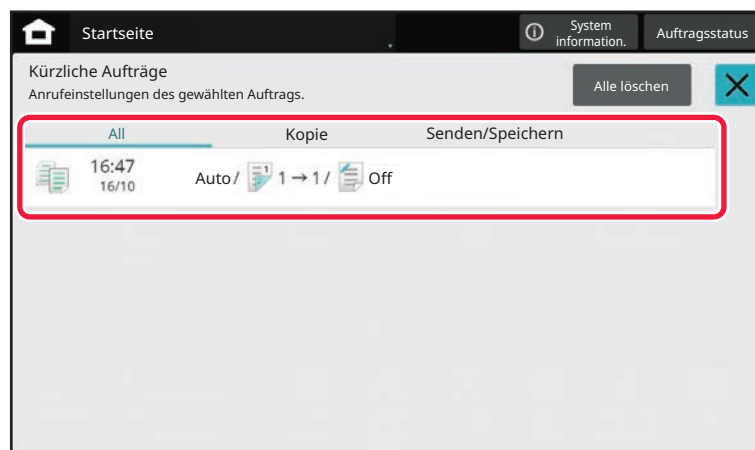 Startseite
System
information.
Auftragsstatus
Kürzliche Aufträge
Anrufeinstellungen des gewählten Auftrags.
Alle löschen
All Kopie Senden/Speichern
16:47
16/10
Auto / 1 → 1 / Off